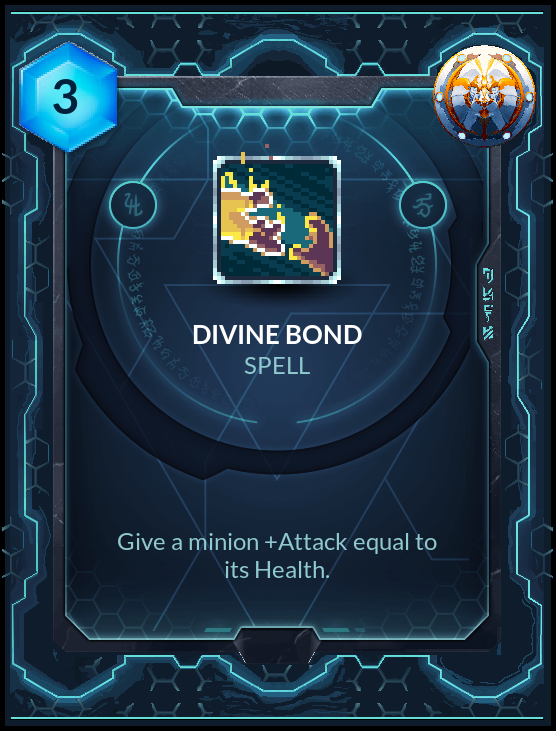 3
DIVINE BOND
SPELL
Give a minion +Attack equal to
its Health.